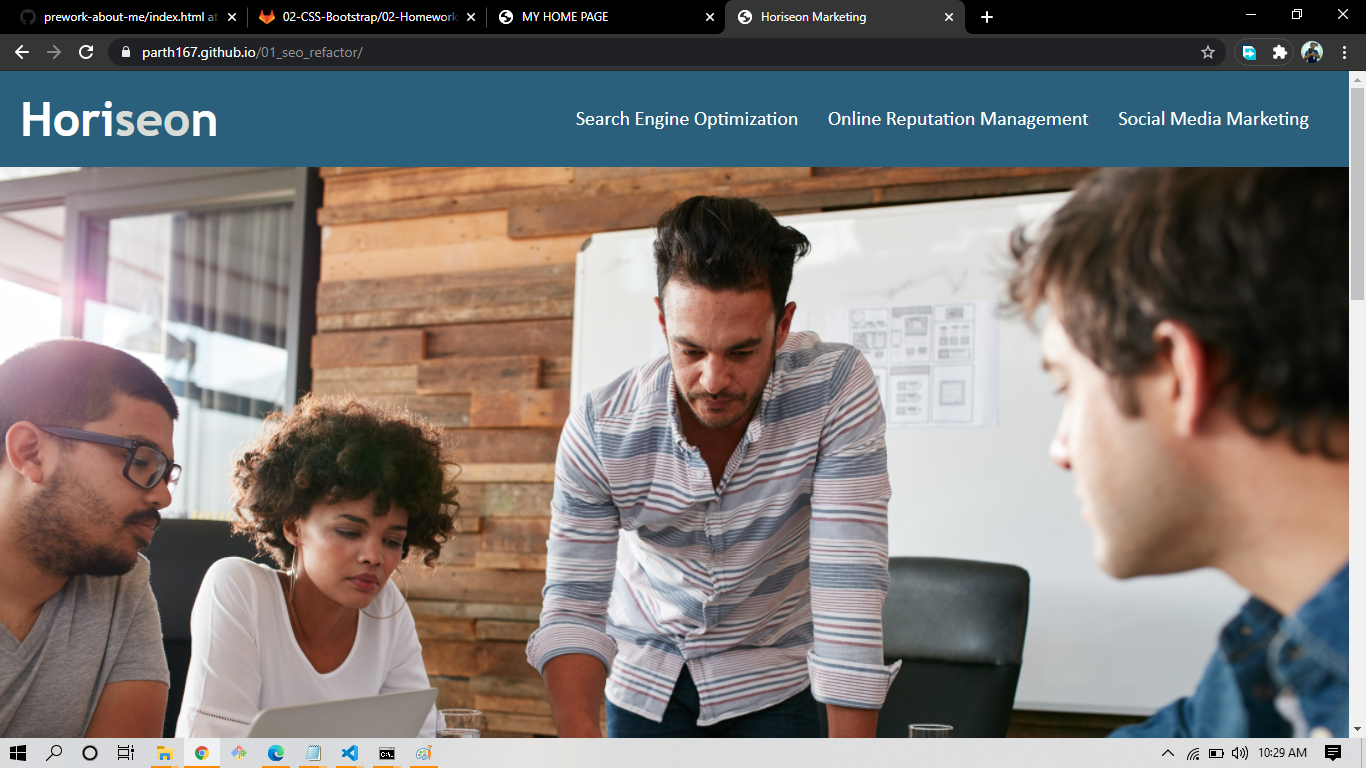 prework-about-me/index.html at
02-CSS-Bootstrap/02-Homework
MY HOME PAGE
Horiseon Marketing
parth167.github.io/01_seo_refactor/
Horiseon
Search Engine Optimization
Online Reputation Management
Social Media Marketing
10:29 AM